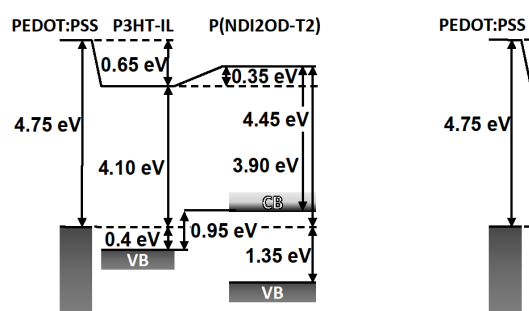 PEDOT:PSS P3HT-IL P(NDI2OD-T2) PEDOT:PSS
0.65 eV 0.35 eV
4.75 eV 4.45 eV 4.75 eV
4.10 eV 3.90 eV
CB
0.4 eV 0.95 eV
VB 1.35 eV
VB